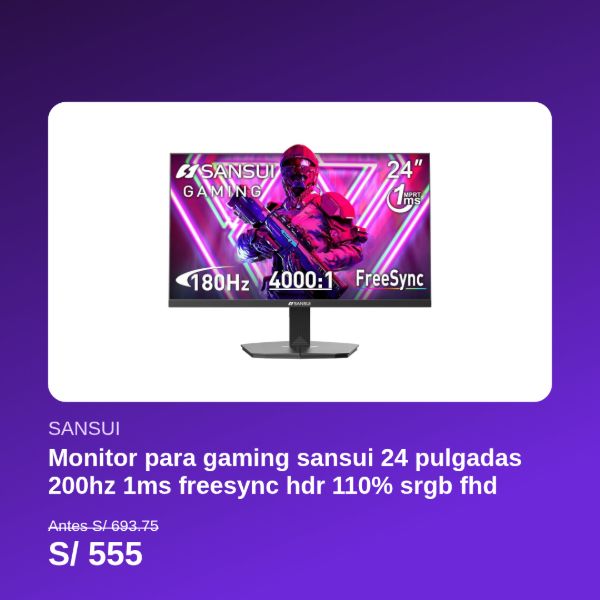 SANSUI
GAMING
24"
1ms
MPRT
180Hz
4000:1
FreeSync
SANSUI
SANSUI
Monitor para gaming sansui 24 pulgadas
200hz 1ms freesync hdr 110% srgb fhd
Antes S/ 693.75
S/ 555